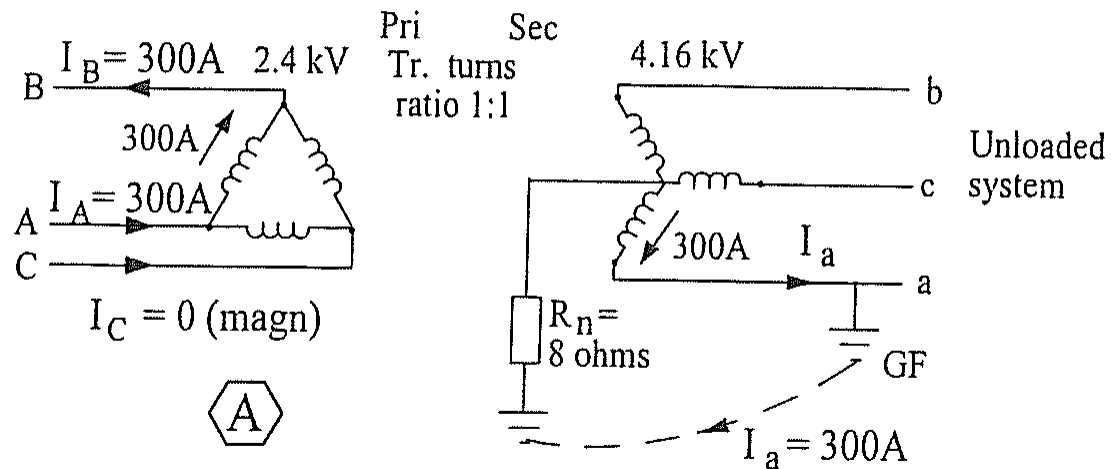 Pri Sec
Tr. turns
ratio 1:1
I_B = 300A
2.4 kV
B
300A
I_A = 300A
A
C
I_C = 0 (magn)
A
4.16 kV
b
Unloaded
system
c
300A
I_a
a
R_n =
8 ohms
GF
I_a = 300A